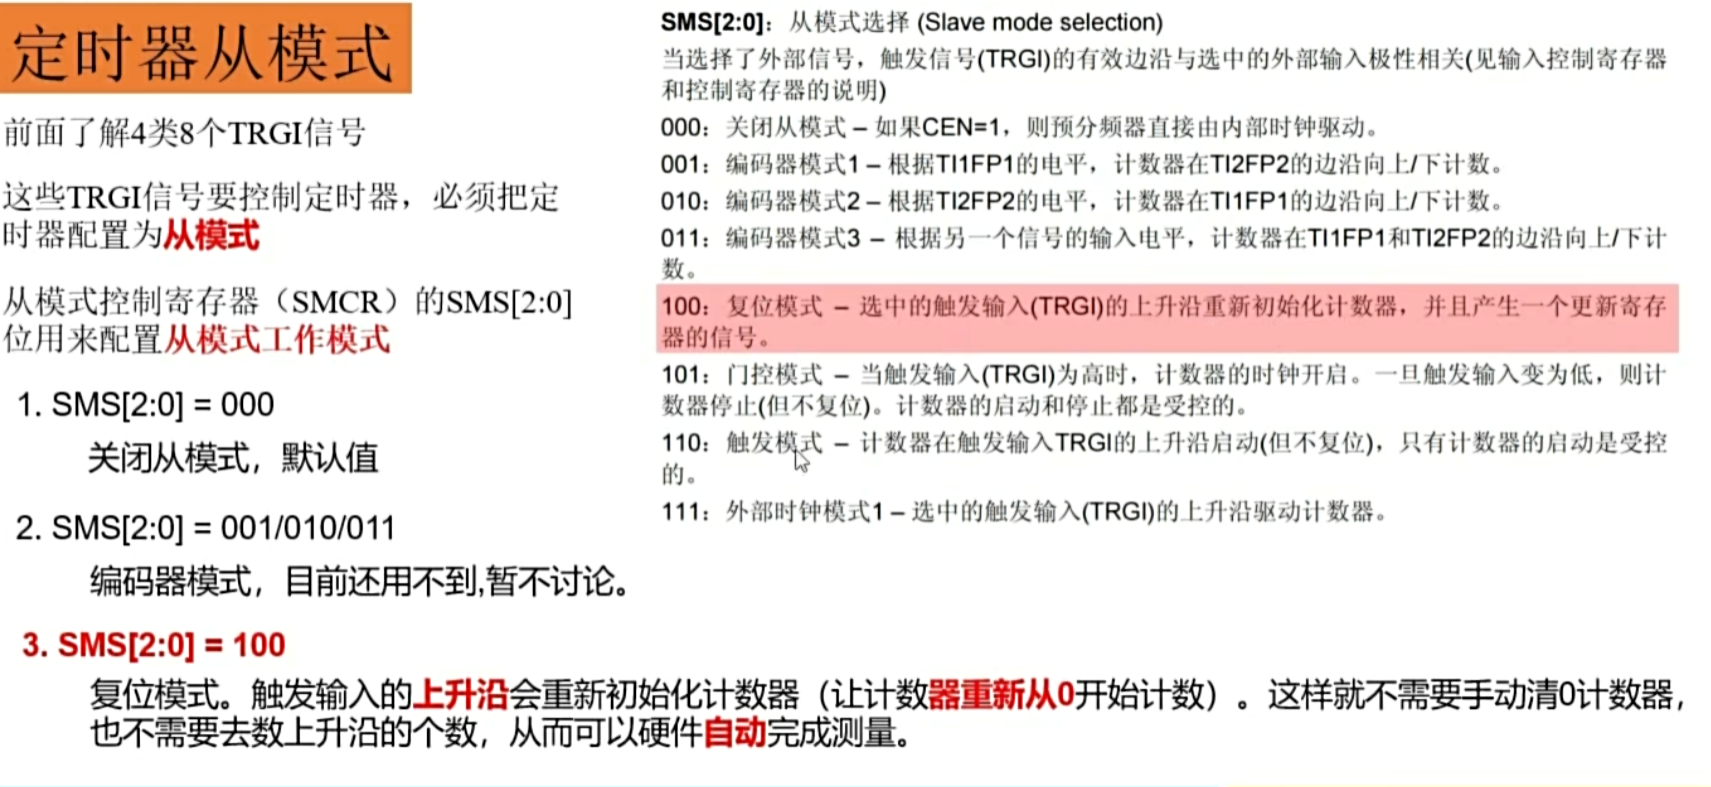 定时器从模式
前面了解4类8个TRGI信号
这些TRGI信号要控制定时器，必须把定
时器配置为从模式
从模式控制寄存器（SMCR）的SMS[2:0]
位用来配置从模式工作模式
1. SMS[2:0] = 000
关闭从模式，默认值
2. SMS[2:0] = 001/010/011
编码器模式，目前还用不到,暂不讨论。
3. SMS[2:0] = 100
复位模式。触发输入的上升沿会重新初始化计数器（让计数器重新从0开始计数）。这样就不需要手动清0计数器，
也不需要去数上升沿的个数，从而可以硬件自动完成测量。
SMS[2:0]：从模式选择 (Slave mode selection)
当选择了外部信号，触发信号(TRGI)的有效边沿与选中的外部输入极性相关(见输入控制寄存器
和控制寄存器的说明)
000：关闭从模式 – 如果CEN=1，则预分频器直接由内部时钟驱动。
001：编码器模式1 – 根据TI1FP1的电平，计数器在TI2FP2的边沿向上/下计数。
010：编码器模式2 – 根据TI2FP2的电平，计数器在TI1FP1的边沿向上/下计数。
011：编码器模式3 – 根据另一个信号的输入电平，计数器在TI1FP1和TI2FP2的边沿向上/下计
数。
100：复位模式 – 选中的触发输入(TRGI)的上升沿重新初始化计数器，并且产生一个更新寄存
器的信号。
101：门控模式 – 当触发输入(TRGI)为高时，计数器的时钟开启。一旦触发输入变为低，则计
数器停止(但不复位)。计数器的启动和停止都是受控的。
110：触发模式 – 计数器在触发输入TRGI的上升沿启动(但不复位)，只有计数器的启动是受控
的。
111：外部时钟模式1 – 选中的触发输入(TRGI)的上升沿驱动计数器。